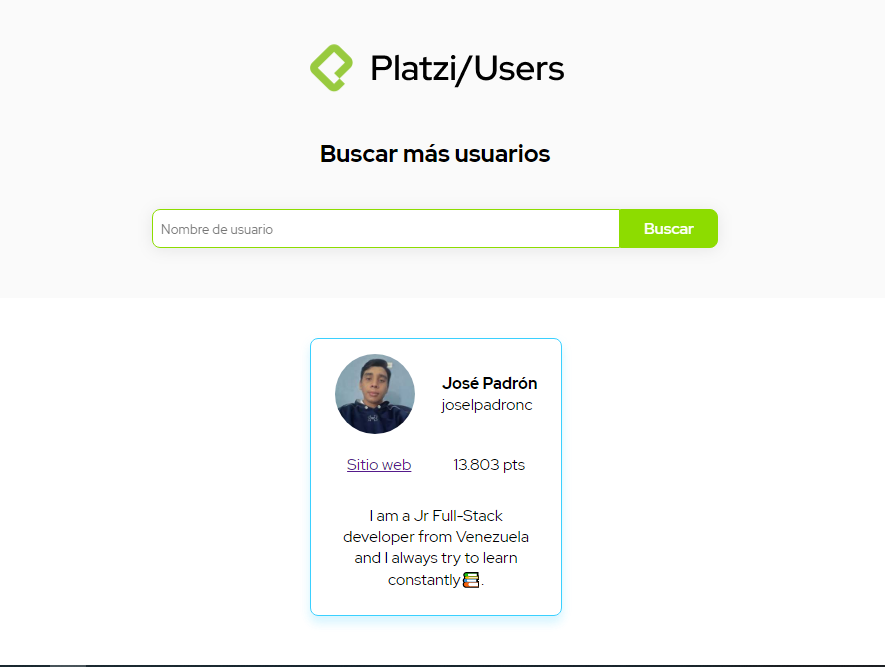 Platzi/Users
Buscar más usuarios
Nombre de usuario
Buscar
José Padrón
joselpadronc
Sitio web
13.803 pts
I am a Jr Full-Stack
developer from Venezuela
and I always try to learn
constantly📚.